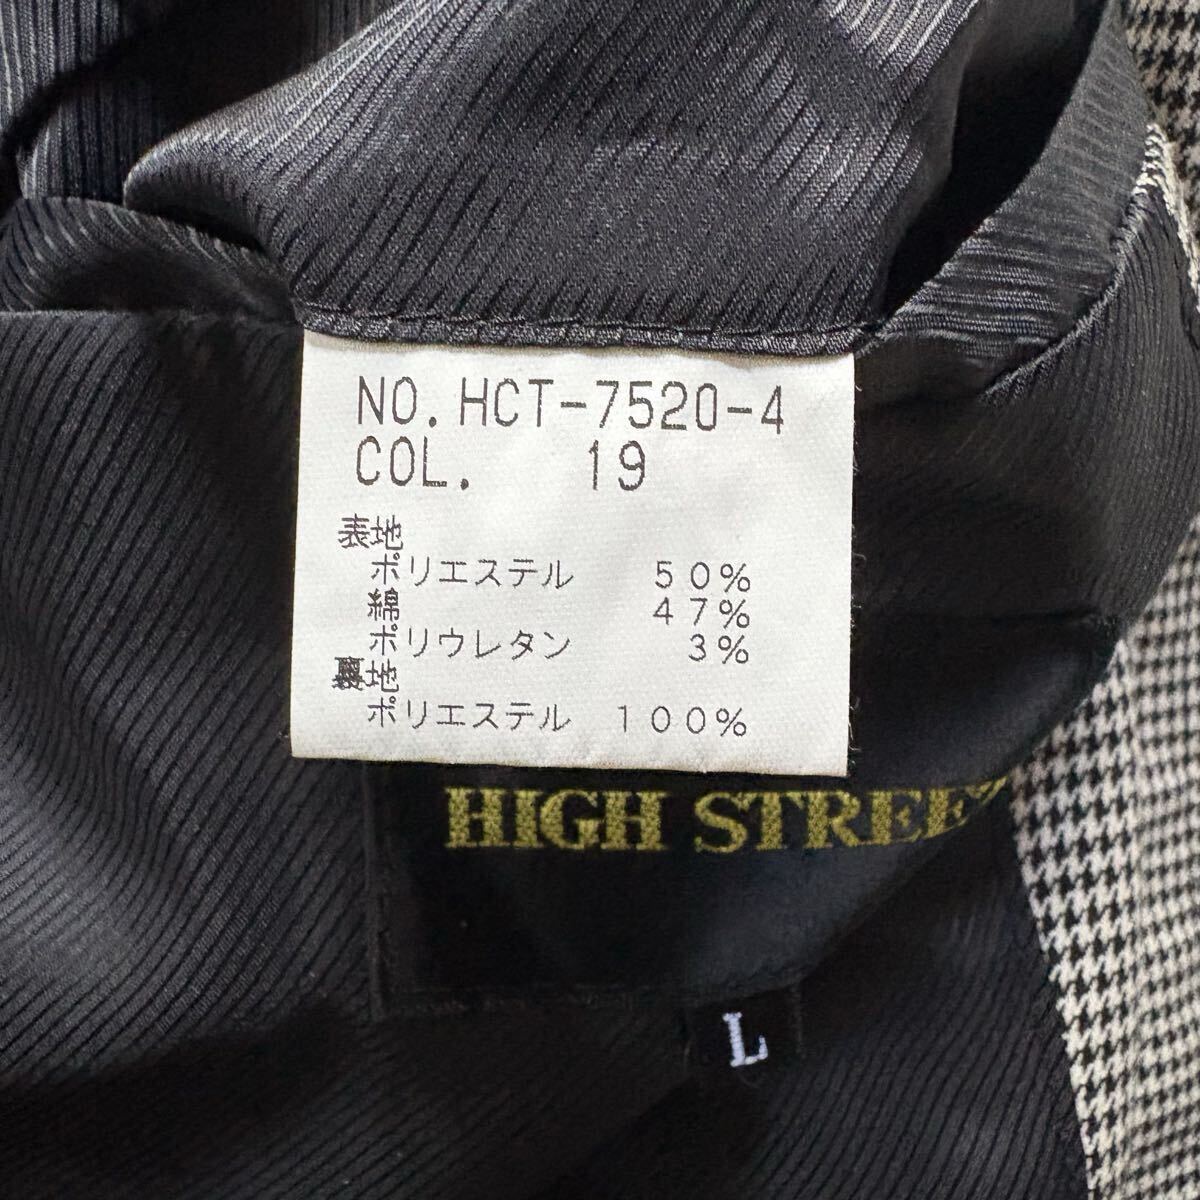 NO. HCT-7520-4
COL. 19
表地
ポリエステル 50%
綿 47%
ポリウレタン 3%
裏地
ポリエステル 100%
HIGH STREET
L